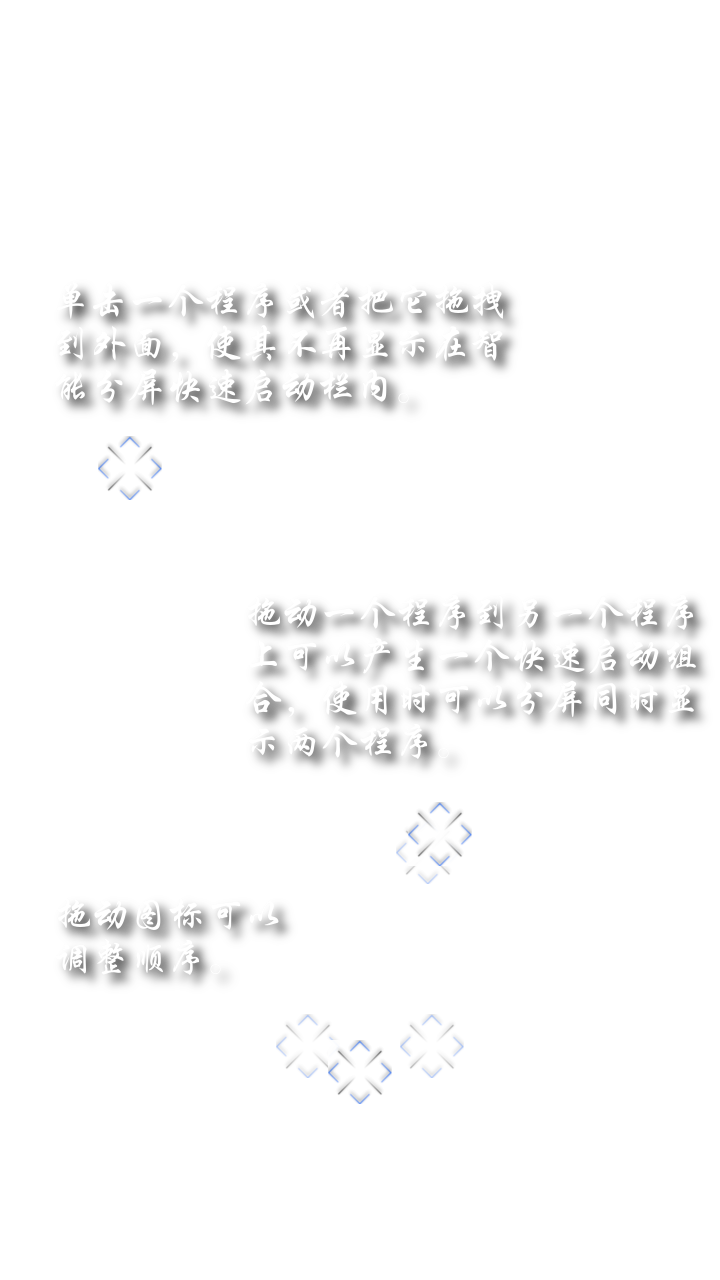 单击一个程序或者把它拖拽
到外面，使其不再显示在智
能分屏快速启动栏内。
拖动一个程序到另一个程序
上可以产生一个快速启动组
合，使用时可以分屏同时显
示两个程序。
拖动图标可以
调整顺序。